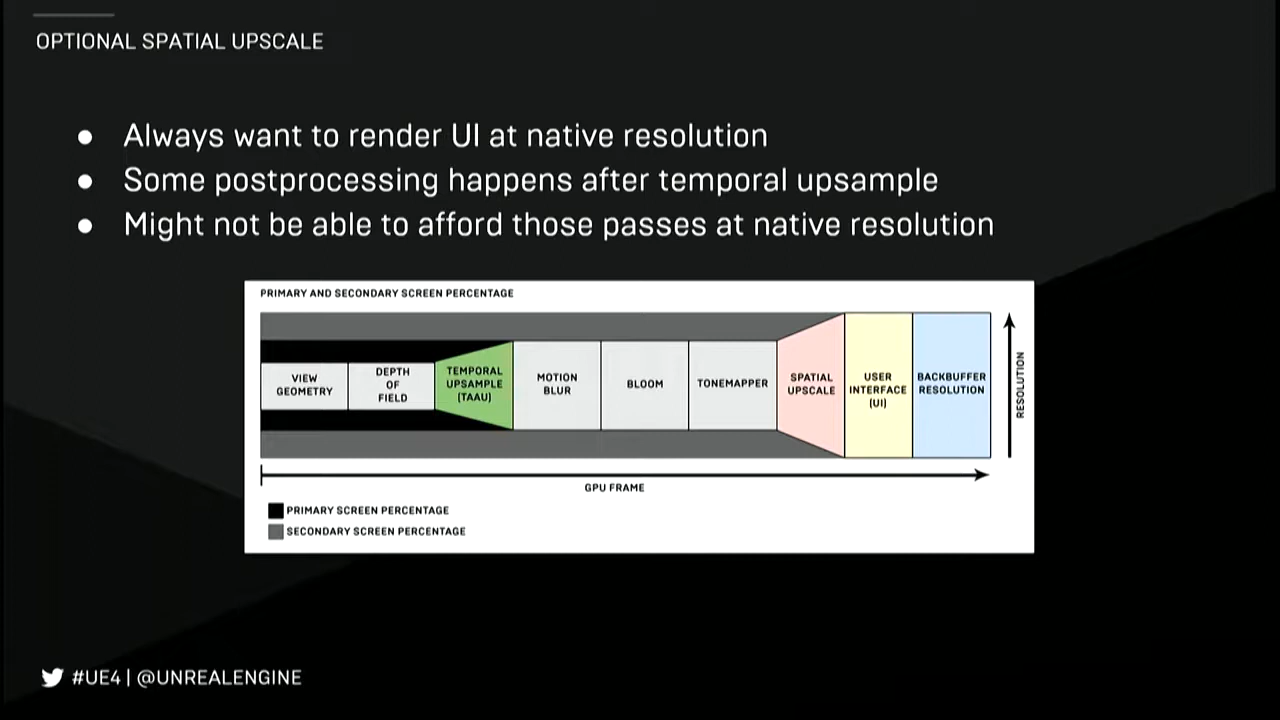 OPTIONAL SPATIAL UPSCALE
● Always want to render UI at native resolution
● Some postprocessing happens after temporal upsample
● Might not be able to afford those passes at native resolution
PRIMARY AND SECONDARY SCREEN PERCENTAGE
VIEW
GEOMETRY
DEPTH
OF
FIELD
TEMPORAL
UPSAMPLE
(TAAU)
MOTION
BLUR
BLOOM
TONEMAPPER
SPATIAL
UPSCALE
USER
INTERFACE
(UI)
BACKBUFFER
RESOLUTION
RESOLUTION
GPU FRAME
PRIMARY SCREEN PERCENTAGE
SECONDARY SCREEN PERCENTAGE
#UE4 | @UNREALENGINE